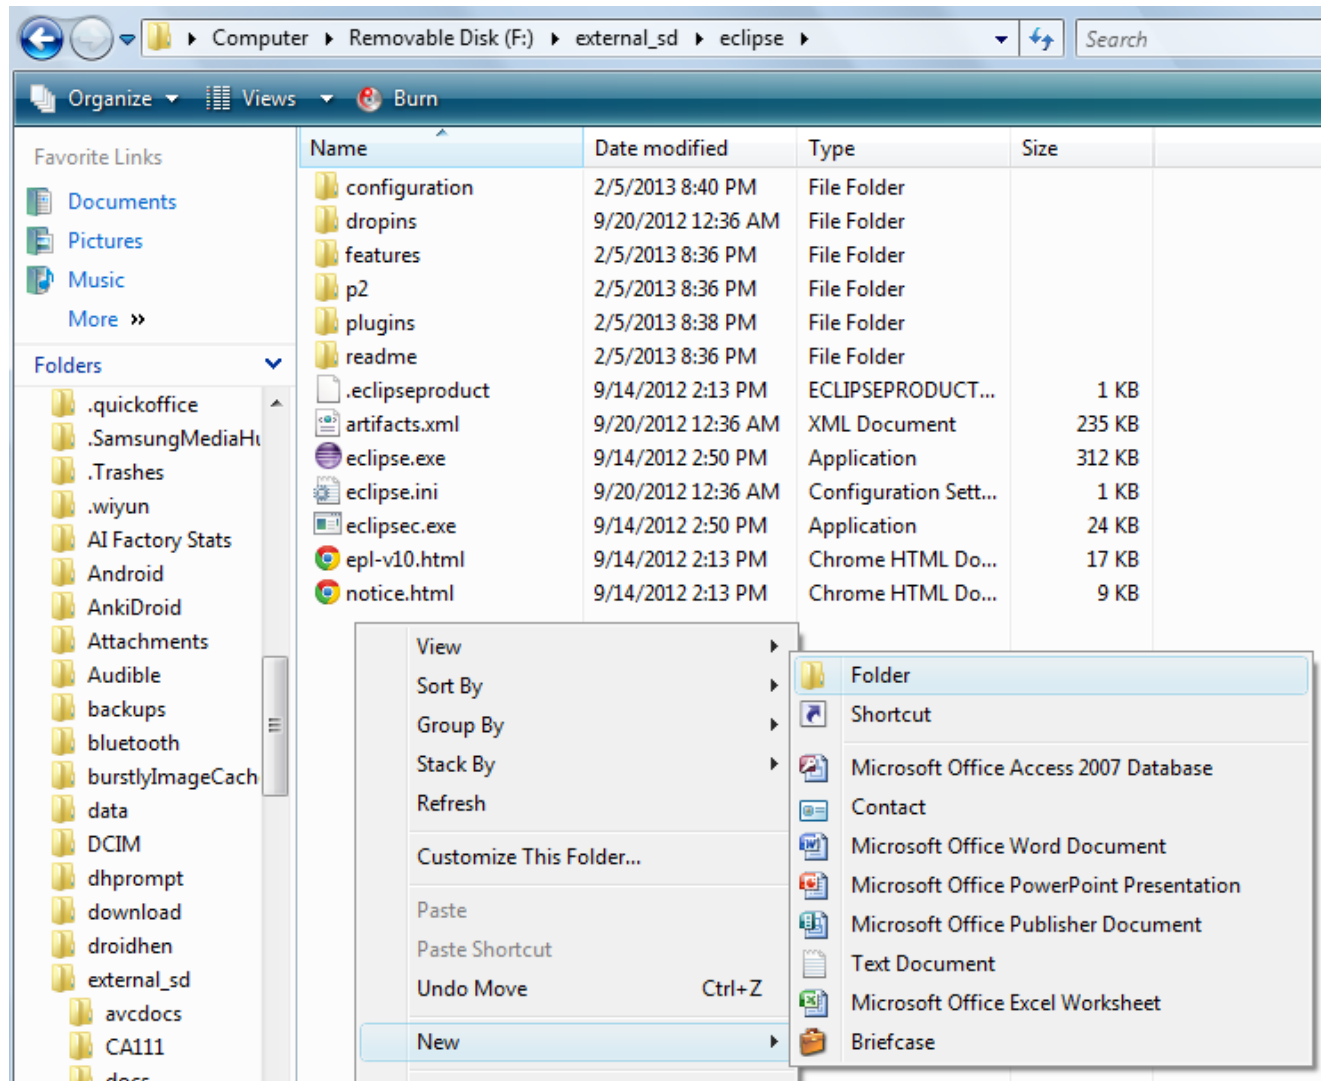 Computer Removable Disk (F:) external_sd eclipse Search
Organize Views Burn
Favorite Links
Documents
Pictures
Music
More »
Folders
.quickoffice
.SamsungMediaHu
.Trashes
.wiyun
AI Factory Stats
Android
AnkiDroid
Attachments
Audible
backups
bluetooth
burstlyImageCach
data
DCIM
dhprompt
download
droidhen
external_sd
avcdocs
CA111
docs
Name Date modified Type Size
configuration 2/5/2013 8:40 PM File Folder
dropins 9/20/2012 12:36 AM File Folder
features 2/5/2013 8:36 PM File Folder
p2 2/5/2013 8:36 PM File Folder
plugins 2/5/2013 8:38 PM File Folder
readme 2/5/2013 8:36 PM File Folder
.eclipseproduct 9/14/2012 2:13 PM ECLIPSEPRODUCT... 1 KB
artifacts.xml 9/20/2012 12:36 AM XML Document 235 KB
eclipse.exe 9/14/2012 2:50 PM Application 312 KB
eclipse.ini 9/20/2012 12:36 AM Configuration Sett... 1 KB
eclipsec.exe 9/14/2012 2:50 PM Application 24 KB
epl-v10.html 9/14/2012 2:13 PM Chrome HTML Do... 17 KB
notice.html 9/14/2012 2:13 PM Chrome HTML Do... 9 KB
View
Sort By
Group By
Stack By
Refresh
Customize This Folder...
Paste
Paste Shortcut
Undo Move Ctrl+Z
New
Folder
Shortcut
Microsoft Office Access 2007 Database
Contact
Microsoft Office Word Document
Microsoft Office PowerPoint Presentation
Microsoft Office Publisher Document
Text Document
Microsoft Office Excel Worksheet
Briefcase